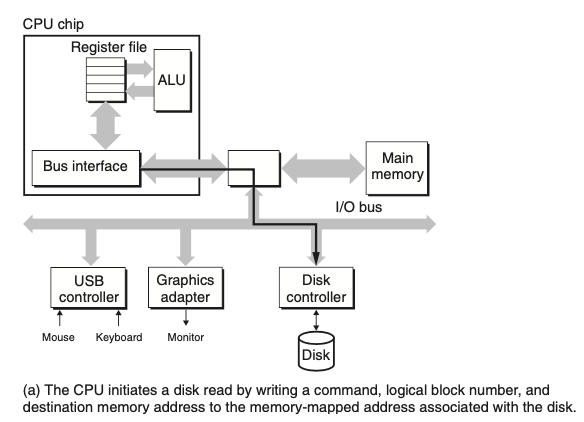 CPU chip
Register file
ALU
Bus interface
Main
memory
I/O bus
USB
controller
Graphics
adapter
Disk
controller
Mouse
Keyboard
Monitor
Disk
(a) The CPU initiates a disk read by writing a command, logical block number, and
destination memory address to the memory-mapped address associated with the disk.